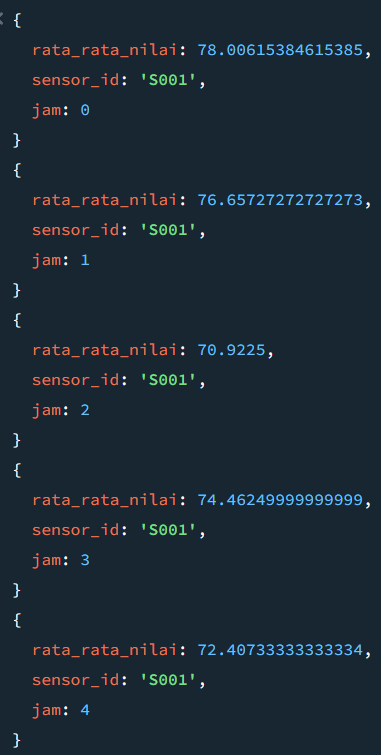 {
rata_rata_nilai: 78.00615384615385,
sensor_id: 'S001',
jam: 0
}
{
rata_rata_nilai: 76.65727272727273,
sensor_id: 'S001',
jam: 1
}
{
rata_rata_nilai: 70.9225,
sensor_id: 'S001',
jam: 2
}
{
rata_rata_nilai: 74.46249999999999,
sensor_id: 'S001',
jam: 3
}
{
rata_rata_nilai: 72.40733333333334,
sensor_id: 'S001',
jam: 4
}